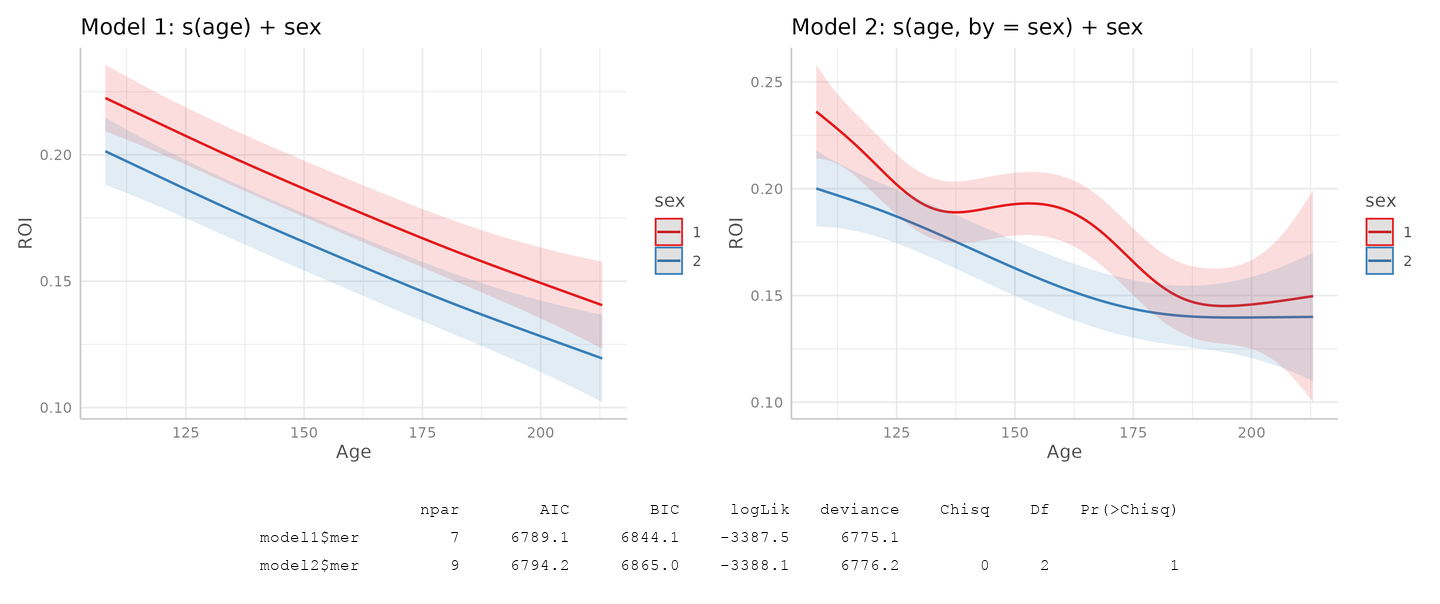 Model 1: s(age) + sex
ROI
0.20
0.15
0.10
125 150 175 200
Age
sex
1
2
Model 2: s(age, by = sex) + sex
ROI
0.25
0.20
0.15
0.10
125 150 175 200
Age
sex
1
2
npar AIC BIC logLik deviance Chisq Df Pr(>Chisq)
model1$mer 7 6789.1 6844.1 -3387.5 6775.1
model2$mer 9 6794.2 6865.0 -3388.1 6776.2 0 2 1